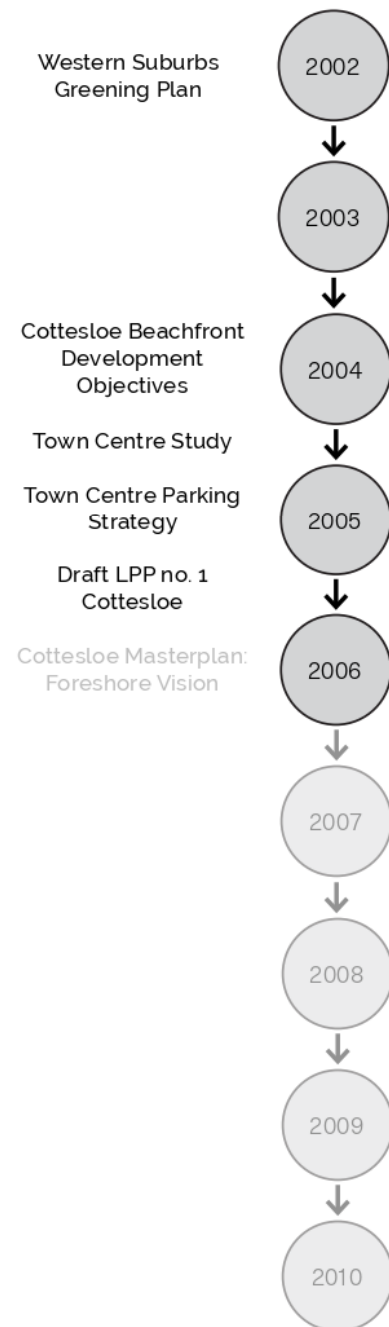 Western Suburbs
Greening Plan
2002
2003
Cottesloe Beachfront
Development
Objectives
2004
Town Centre Study
Town Centre Parking
Strategy
2005
Draft LPP no. 1
Cottesloe
Cottesloe Masterplan:
Foreshore Vision
2006
2007
2008
2009
2010